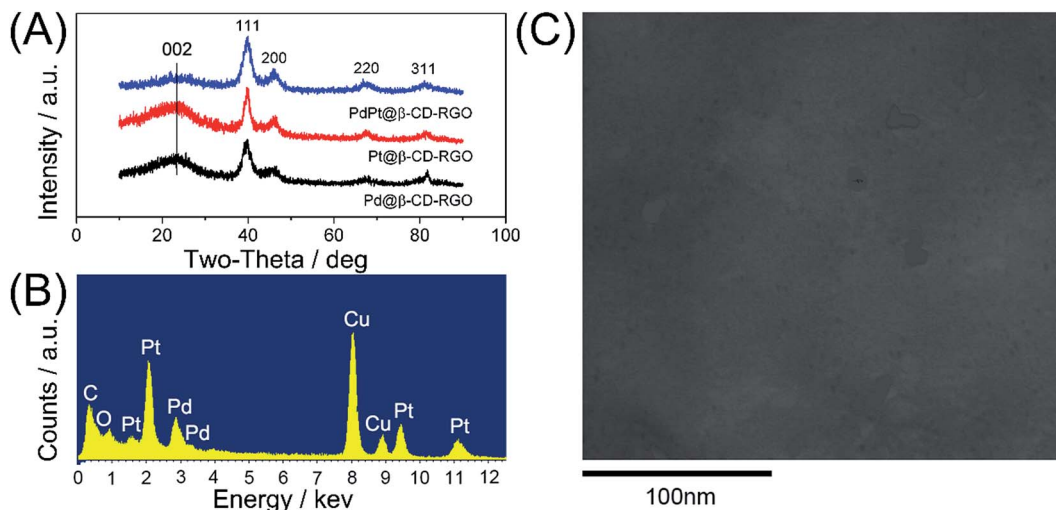 (A)
Intensity / a.u.
002
111
200
220
311
PdPt@β-CD-RGO
Pt@β-CD-RGO
Pd@β-CD-RGO
0 20 40 60 80 100
Two-Theta / deg
(B)
Counts / a.u.
C
O
Pt
Pt
Pd
Pd
Cu
Cu
Pt
Pt
0 1 2 3 4 5 6 7 8 9 10 11 12
Energy / kev
(C)
100nm